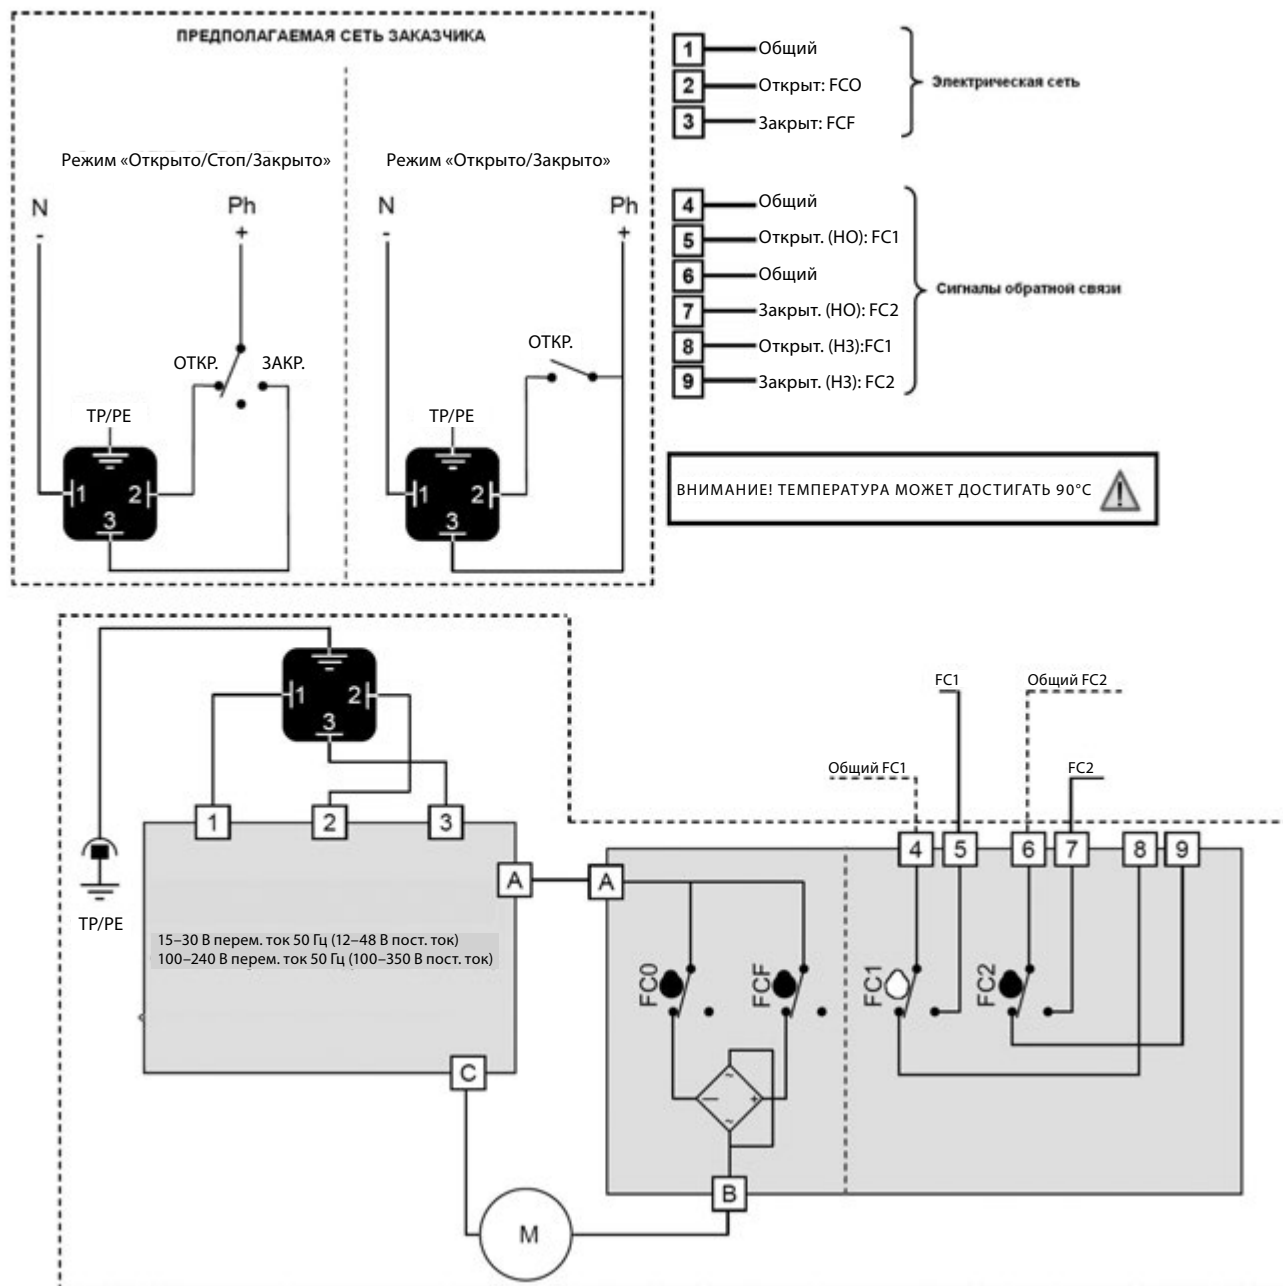 ПРЕДПОЛАГАЕМАЯ СЕТЬ ЗАКАЗЧИКА
Режим «Открыто/Стоп/Закрыто»
N
-
Ph
+
ОТКР.
ЗАКР.
TP/PE
1
2
3
Режим «Открыто/Закрыто»
N
-
Ph
+
ОТКР.
TP/PE
1
2
3
1 Общий
2 Открыт: FCO
3 Закрыт: FCF
Электрическая сеть
4 Общий
5 Открыт. (НО): FC1
6 Общий
7 Закрыт. (НО): FC2
8 Открыт. (НЗ):FC1
9 Закрыт. (НЗ): FC2
Сигналы обратной связи
ВНИМАНИЕ! ТЕМПЕРАТУРА МОЖЕТ ДОСТИГАТЬ 90°C
!
1
2
3
1
2
3
TP/PE
15–30 В перем. ток 50 Гц (12–48 В пост. ток)
100–240 В перем. ток 50 Гц (100–350 В пост. ток)
A
C
M
FC1
Общий FC2
Общий FC1
FC2
4
5
6
7
8
9
A
FC0
FCF
FC1
FC2
~
—
+
~
B